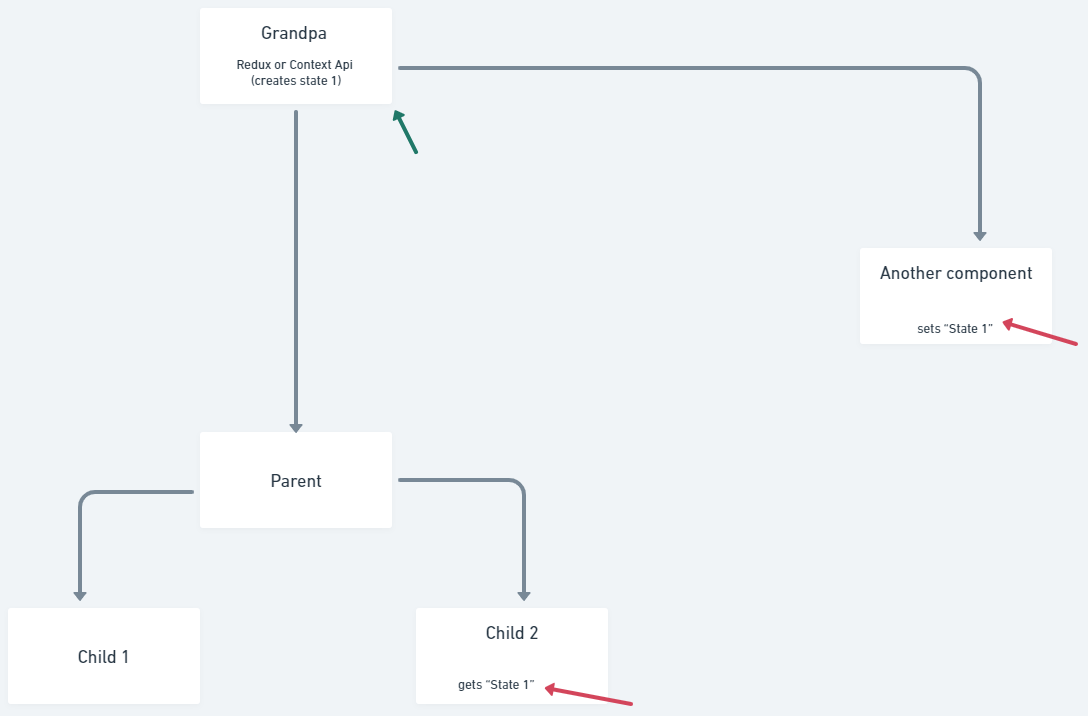 Grandpa
Redux or Context Api
(creates state 1)
Another component
sets “State 1”
Parent
Child 1
Child 2
gets “State 1”